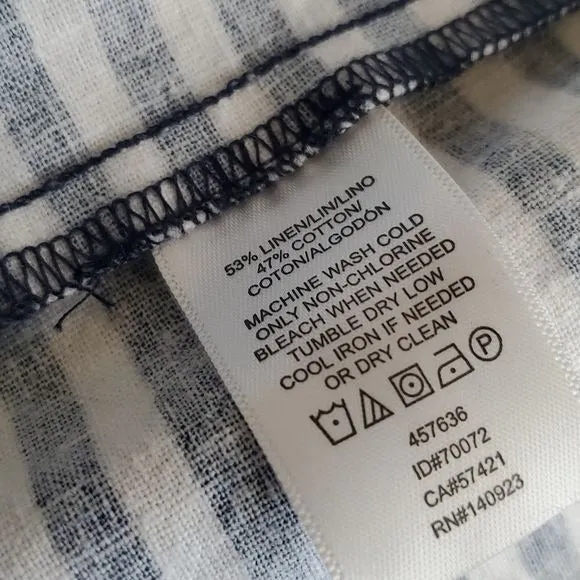 53% LINEN/LIN/LINO
47% COTTON/
COTON/ALGODÓN
MACHINE WASH COLD
ONLY NON-CHLORINE
BLEACH WHEN NEEDED
TUMBLE DRY LOW
COOL IRON IF NEEDED
OR DRY CLEAN
P
457636
ID#70072
CA#57421
RN#140923